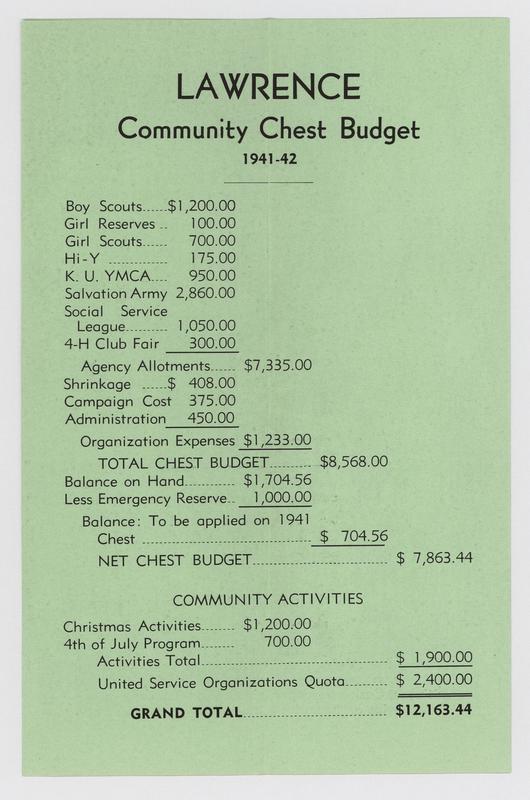 LAWRENCE
Community Chest Budget
1941-42
Boy Scouts......$1,200.00
Girl Reserves .. 100.00
Girl Scouts...... 700.00
Hi-Y .............. 175.00
K. U. YMCA.... 950.00
Salvation Army 2,860.00
Social Service
League.......... 1,050.00
4-H Club Fair 300.00
Agency Allotments...... $7,335.00
Shrinkage ......$ 408.00
Campaign Cost 375.00
Administration 450.00
Organization Expenses $1,233.00
TOTAL CHEST BUDGET.......... $8,568.00
Balance on Hand............ $1,704.56
Less Emergency Reserve.. 1,000.00
Balance: To be applied on 1941
Chest .......................................... $ 704.56
NET CHEST BUDGET................................. $ 7,863.44
COMMUNITY ACTIVITIES
Christmas Activities........ $1,200.00
4th of July Program........ 700.00
Activities Total.............................................. $ 1,900.00
United Service Organizations Quota.......... $ 2,400.00
GRAND TOTAL................................... $12,163.44